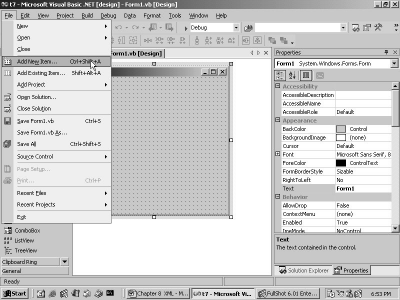 t7 - Microsoft Visual Basic .NET [design] - Form1.vb [Design]
File Edit View Project Build Debug Data Format Tools Window Help
New
Open
Close
Add New Item... Ctrl+Shift+A
Add Existing Item... Shift+Alt+A
Add Project
Open Solution...
Close Solution
Save Form1.vb Ctrl+S
Save Form1.vb As...
Save All Ctrl+Shift+S
Source Control
Page Setup...
Print... Ctrl+P
Recent Files
Recent Projects
Exit
ComboBox
ListView
TreeView
Clipboard Ring
General
Debug
Form1.vb [Design]
Properties
Form1 System.Windows.Forms.Form
Accessibility
AccessibleDescription
AccessibleName
AccessibleRole Default
Appearance
BackColor Control
BackgroundImage (none)
Cursor Default
Font Microsoft Sans Serif, 8
ForeColor ControlText
FormBorderStyle Sizable
RightToLeft No
Text Form1
Behavior
AllowDrop False
ContextMenu (none)
Enabled True
ImeMode NoControl
Text
The text contained in the control.
Solution Explorer Properties
Start
Chapter 8 XML - M...
t7 - Microsoft Vis...
FullShot 6.01 Ente...
6:53 PM